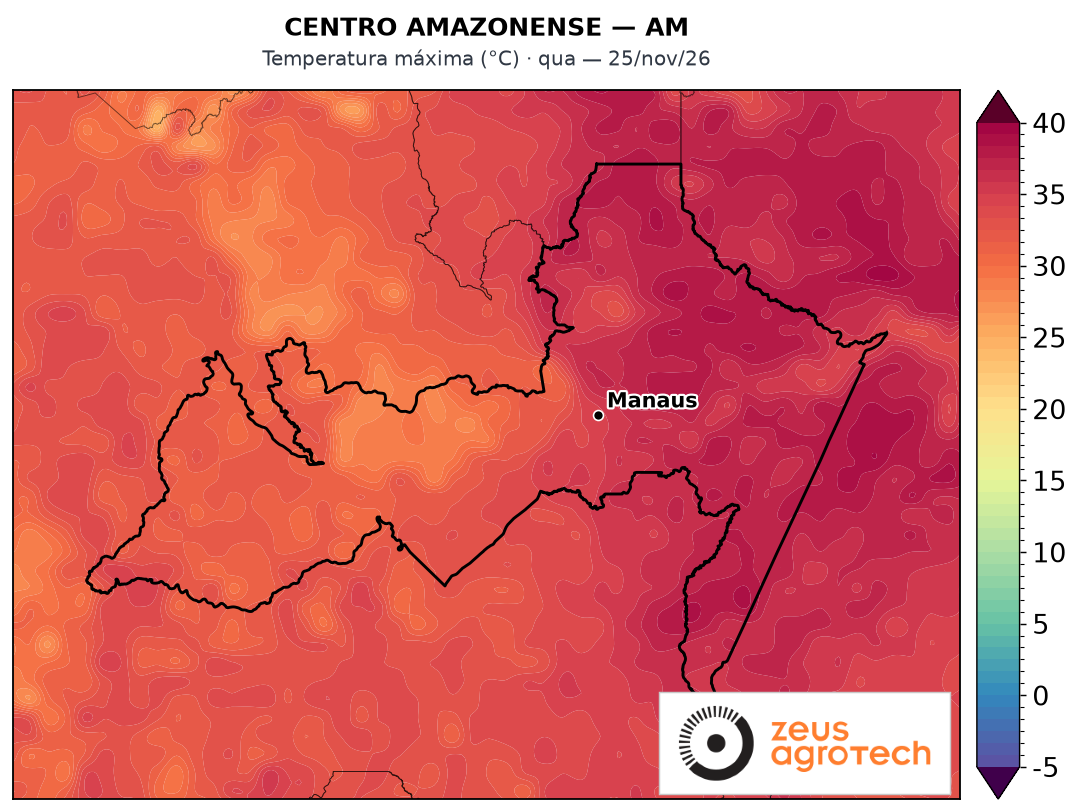 CENTRO AMAZONENSE — AM
Temperatura máxima (°C) · qua — 25/nov/26
40
35
30
25
20
15
10
5
0
-5
Manaus
zeus
agrotech